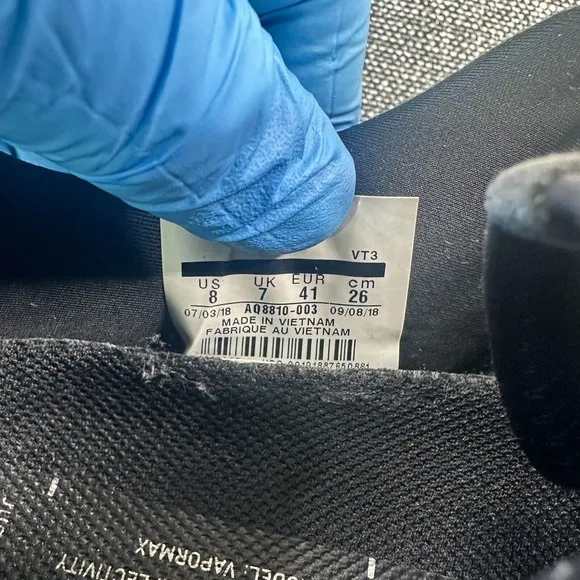 VT3
US UK EUR cm
8 7 41 26
07/03/18 AQ8810-003 09/08/18
MADE IN VIETNAM
FABRIQUE AU VIETNAM
MODEL: VAPORMAX